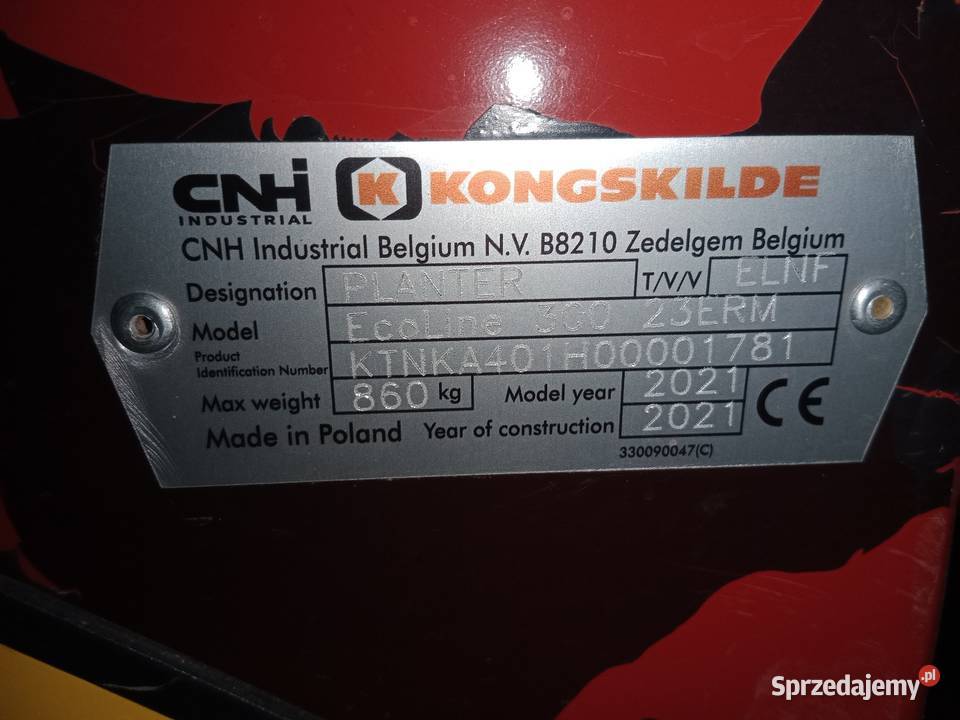 CNH INDUSTRIAL K KONGSKILDE
CNH Industrial Belgium N.V. B8210 Zedelgem Belgium
Designation PLANTER T/V/V ELNF
Model EcoLine 300 23ERM
Product Identification Number KTNKA401H00001781
Max weight 860 kg Model year 2021
Made in Poland Year of construction 2021 CE
330090047(C)
Sprzedajemy.pl